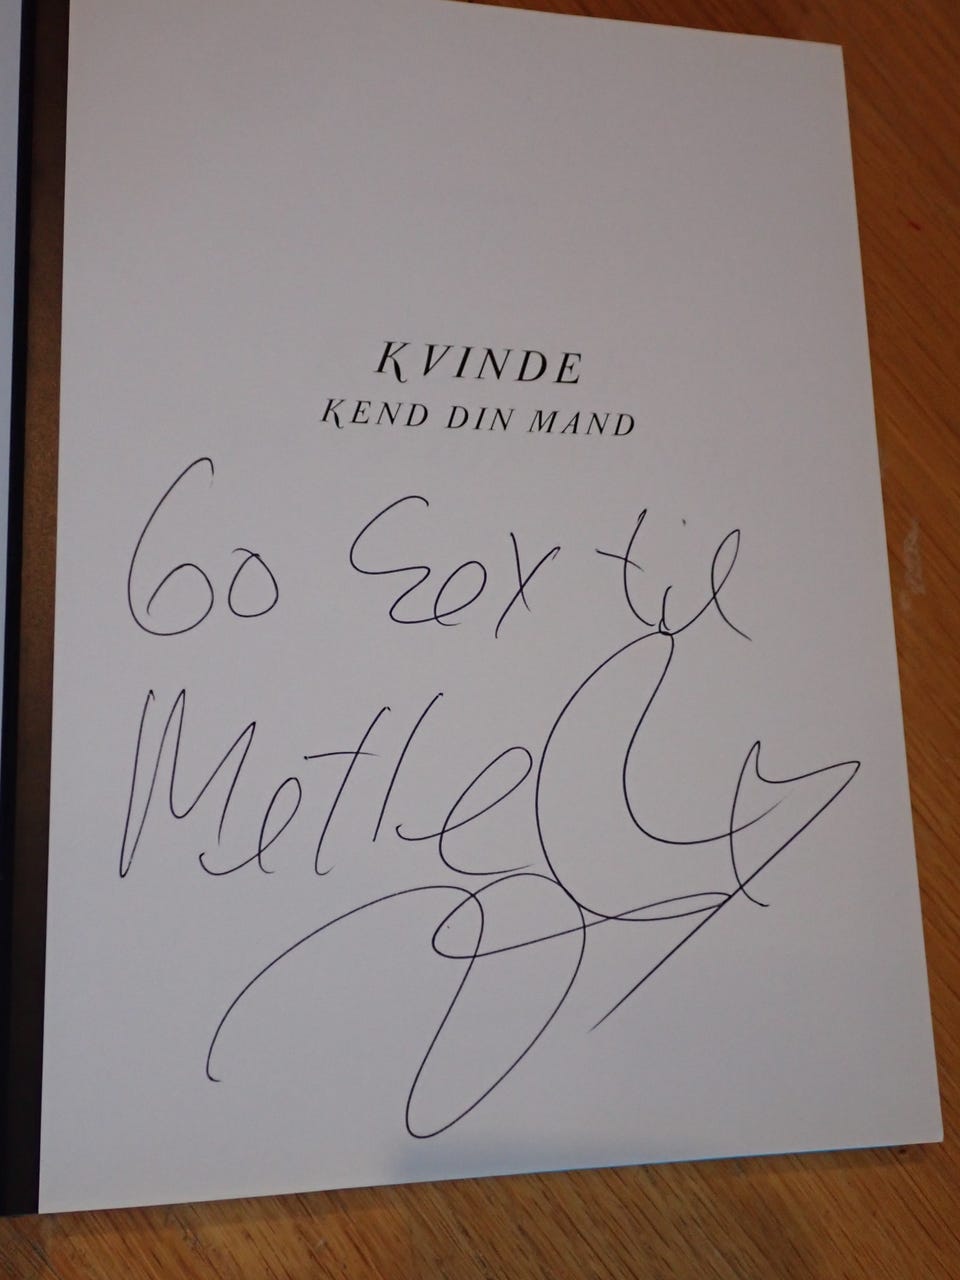 KVINDE
KEND DIN MAND
Go Sex til
Mette